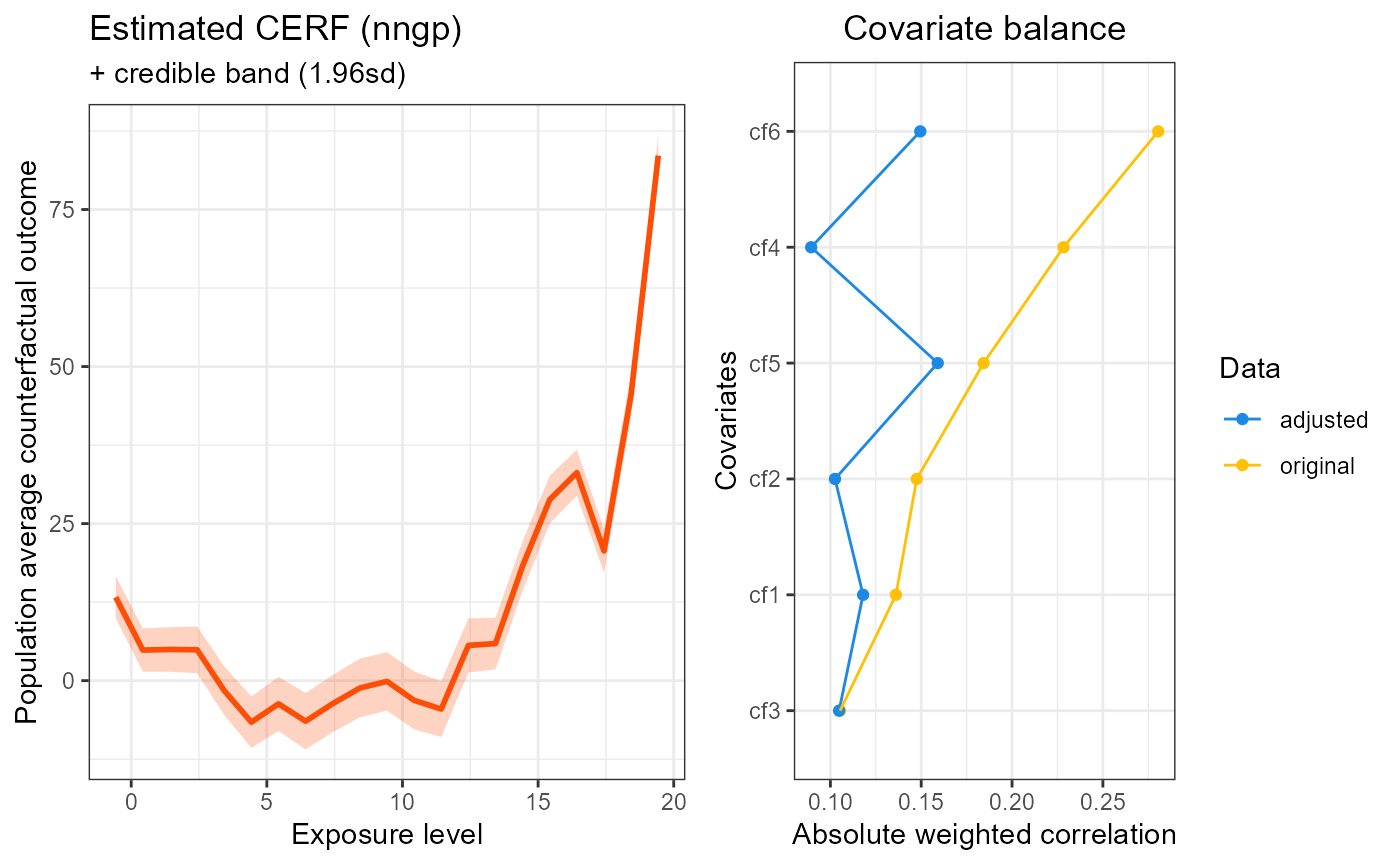 Estimated CERF (nngp)
+ credible band (1.96sd)
Population average counterfactual outcome
75
50
25
0
0
5
10
15
20
Exposure level
Covariate balance
Covariates
cf6
cf4
cf5
cf2
cf1
cf3
0.10
0.15
0.20
0.25
Absolute weighted correlation
Data
adjusted
original